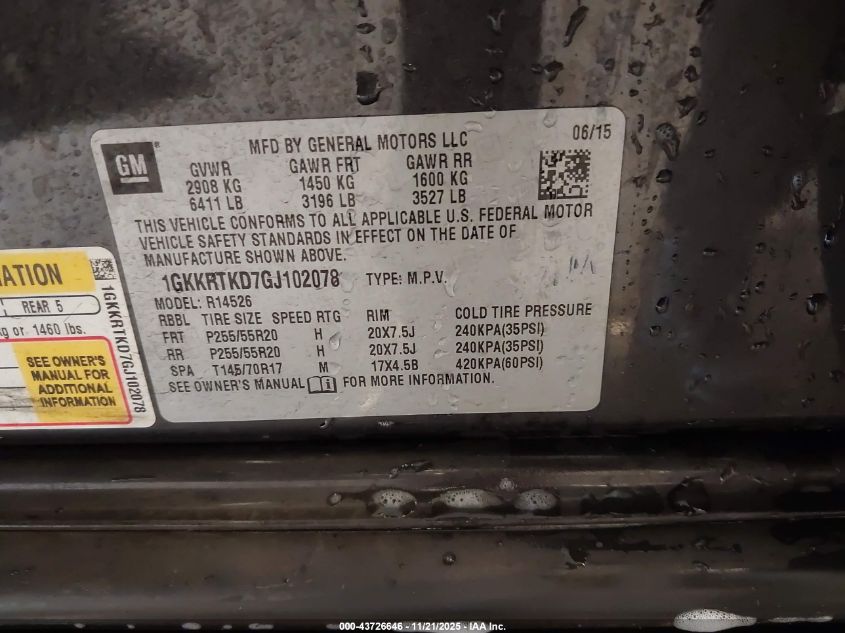 GM
®
MFD BY GENERAL MOTORS LLC
06/15
GVWR GAWR FRT GAWR RR
2908 KG 1450 KG 1600 KG
6411 LB 3196 LB 3527 LB
THIS VEHICLE CONFORMS TO ALL APPLICABLE U.S. FEDERAL MOTOR
VEHICLE SAFETY STANDARDS IN EFFECT ON THE DATE OF
MANUFACTURE SHOWN ABOVE.
1GKKRTKD7GJ102078 TYPE: M.P.V.
MODEL: R14526
RBBL TIRE SIZE SPEED RTG RIM COLD TIRE PRESSURE
FRT P255/55R20 H 20X7.5J 240KPA(35PSI)
RR P255/55R20 H 20X7.5J 240KPA(35PSI)
SPA T145/70R17 M 17X4.5B 420KPA(60PSI)
SEE OWNER'S MANUAL i FOR MORE INFORMATION.
REAR 5
kg or 1460 lbs.
SEE OWNER'S
MANUAL FOR
ADDITIONAL
INFORMATION
1GKKRTKD7GJ102078
000-43726646 - 11/21/2025 - IAA Inc.